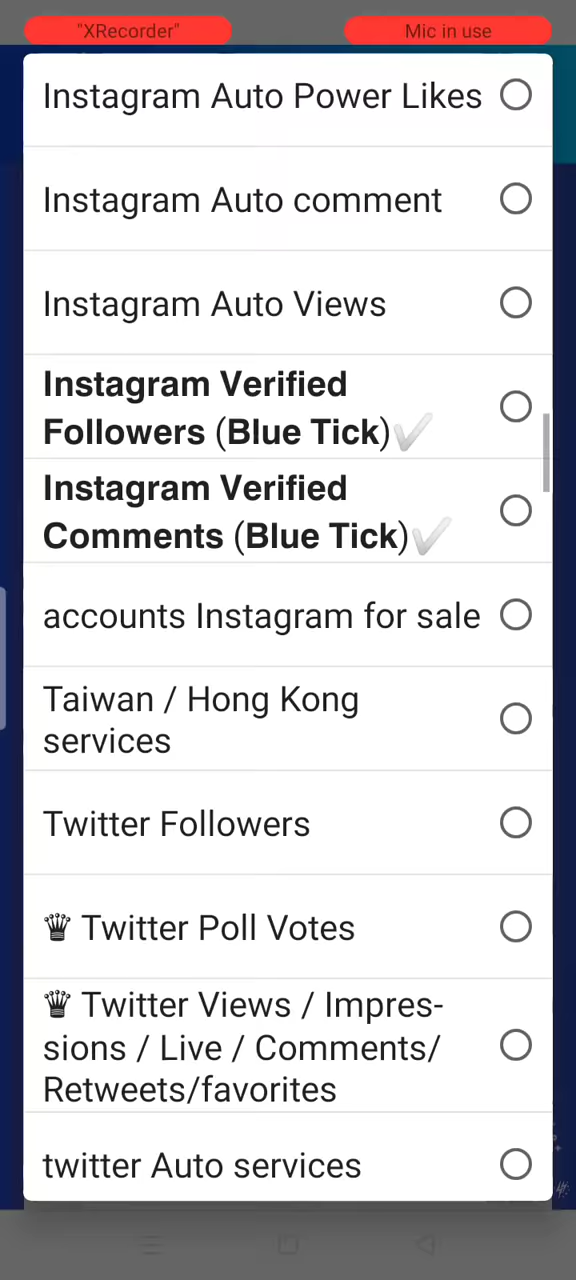 "XRecorder"
Mic in use
Instagram Auto Power Likes
Instagram Auto comment
Instagram Auto Views
Instagram Verified
Followers (Blue Tick)✔
Instagram Verified
Comments (Blue Tick)✔
accounts Instagram for sale
Taiwan / Hong Kong
services
Twitter Followers
♛ Twitter Poll Votes
♛ Twitter Views / Impres-
sions / Live / Comments/
Retweets/favorites
twitter Auto services